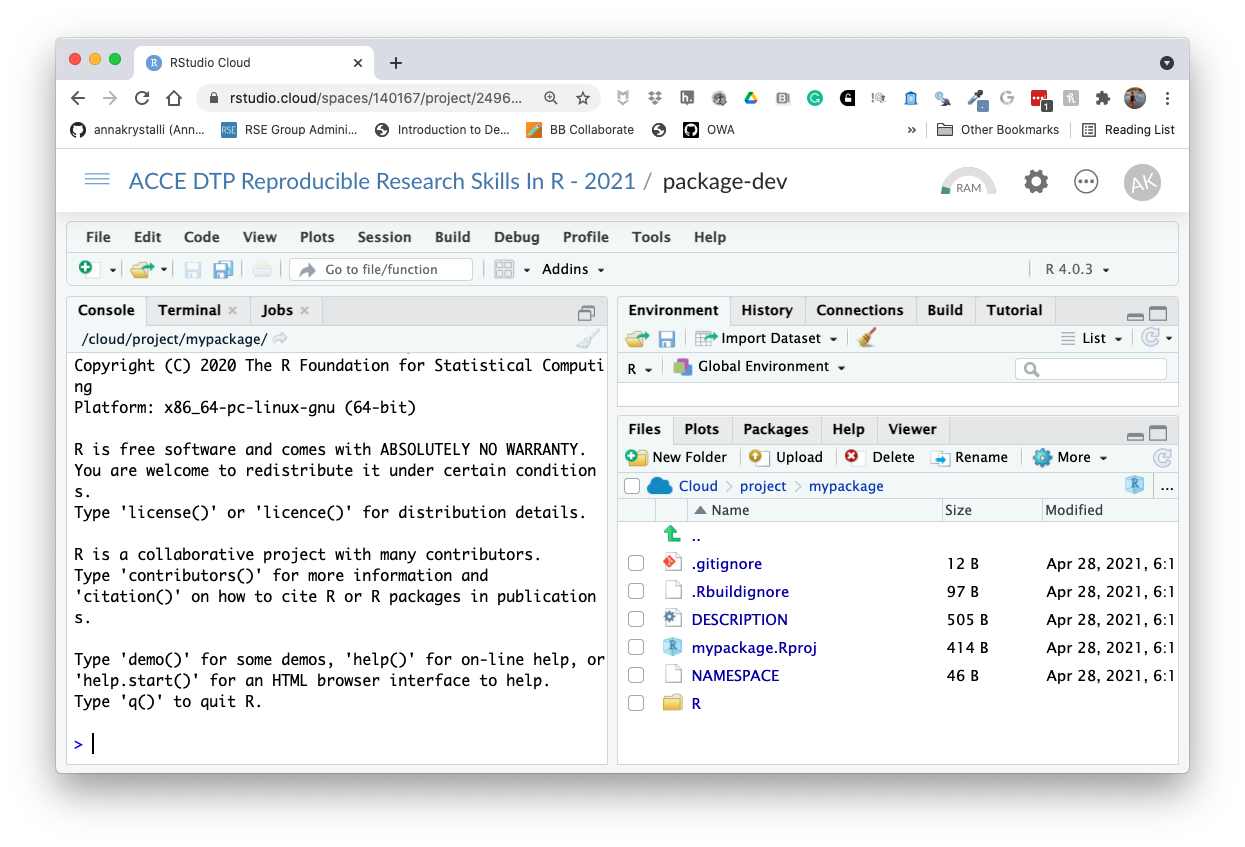 RStudio Cloud
rstudio.cloud/spaces/140167/project/2496...
annakrystalli (Ann... RSE Group Admini... Introduction to De... BB Collaborate OWA » Other Bookmarks Reading List
ACCE DTP Reproducible Research Skills In R - 2021 / package-dev RAM AK
File Edit Code View Plots Session Build Debug Profile Tools Help
Go to file/function Addins R 4.0.3
Console Terminal Jobs
/cloud/project/mypackage/
Copyright (C) 2020 The R Foundation for Statistical Computi
ng
Platform: x86_64-pc-linux-gnu (64-bit)
R is free software and comes with ABSOLUTELY NO WARRANTY.
You are welcome to redistribute it under certain condition
s.
Type 'license()' or 'licence()' for distribution details.
R is a collaborative project with many contributors.
Type 'contributors()' for more information and
'citation()' on how to cite R or R packages in publication
s.
Type 'demo()' for some demos, 'help()' for on-line help, or
'help.start()' for an HTML browser interface to help.
Type 'q()' to quit R.
>
Environment History Connections Build Tutorial
Import Dataset List
R Global Environment
Files Plots Packages Help Viewer
New Folder Upload Delete Rename More
Cloud project mypackage ...
Name Size Modified
..
.gitignore 12 B Apr 28, 2021, 6:1
.Rbuildignore 97 B Apr 28, 2021, 6:1
DESCRIPTION 505 B Apr 28, 2021, 6:1
mypackage.Rproj 414 B Apr 28, 2021, 6:1
NAMESPACE 46 B Apr 28, 2021, 6:1
R